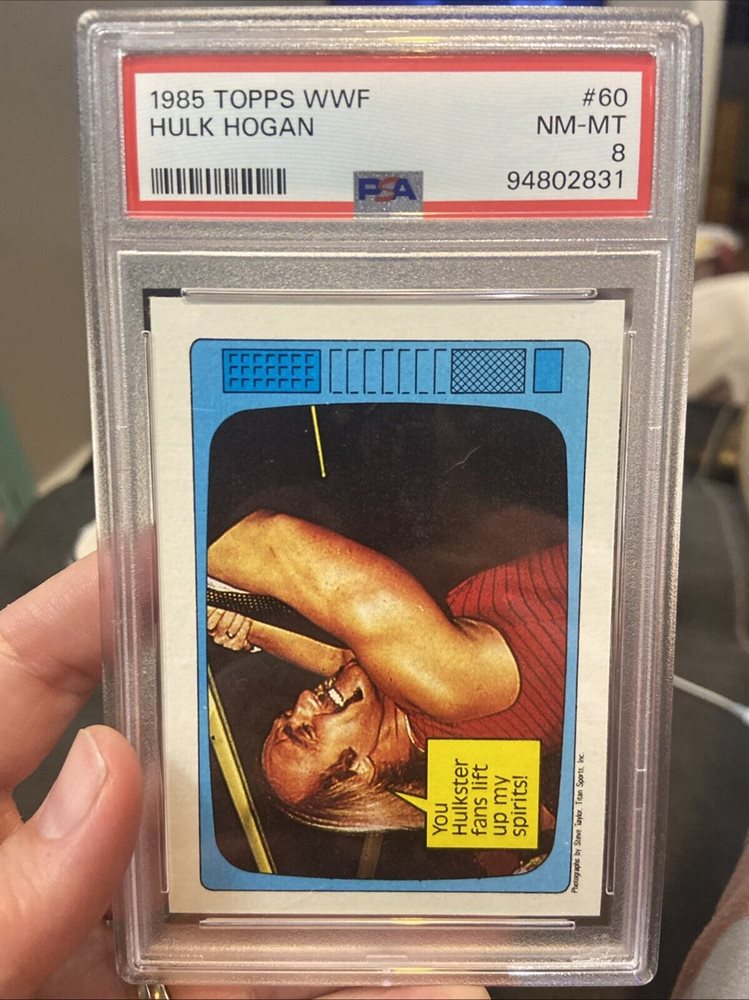 1985 TOPPS WWF #60
HULK HOGAN NM-MT
8
PSA 94802831
You
Hulkster
fans lift
up my
spirits!
Photographs by Steve Taylor, Titan Sports, Inc.